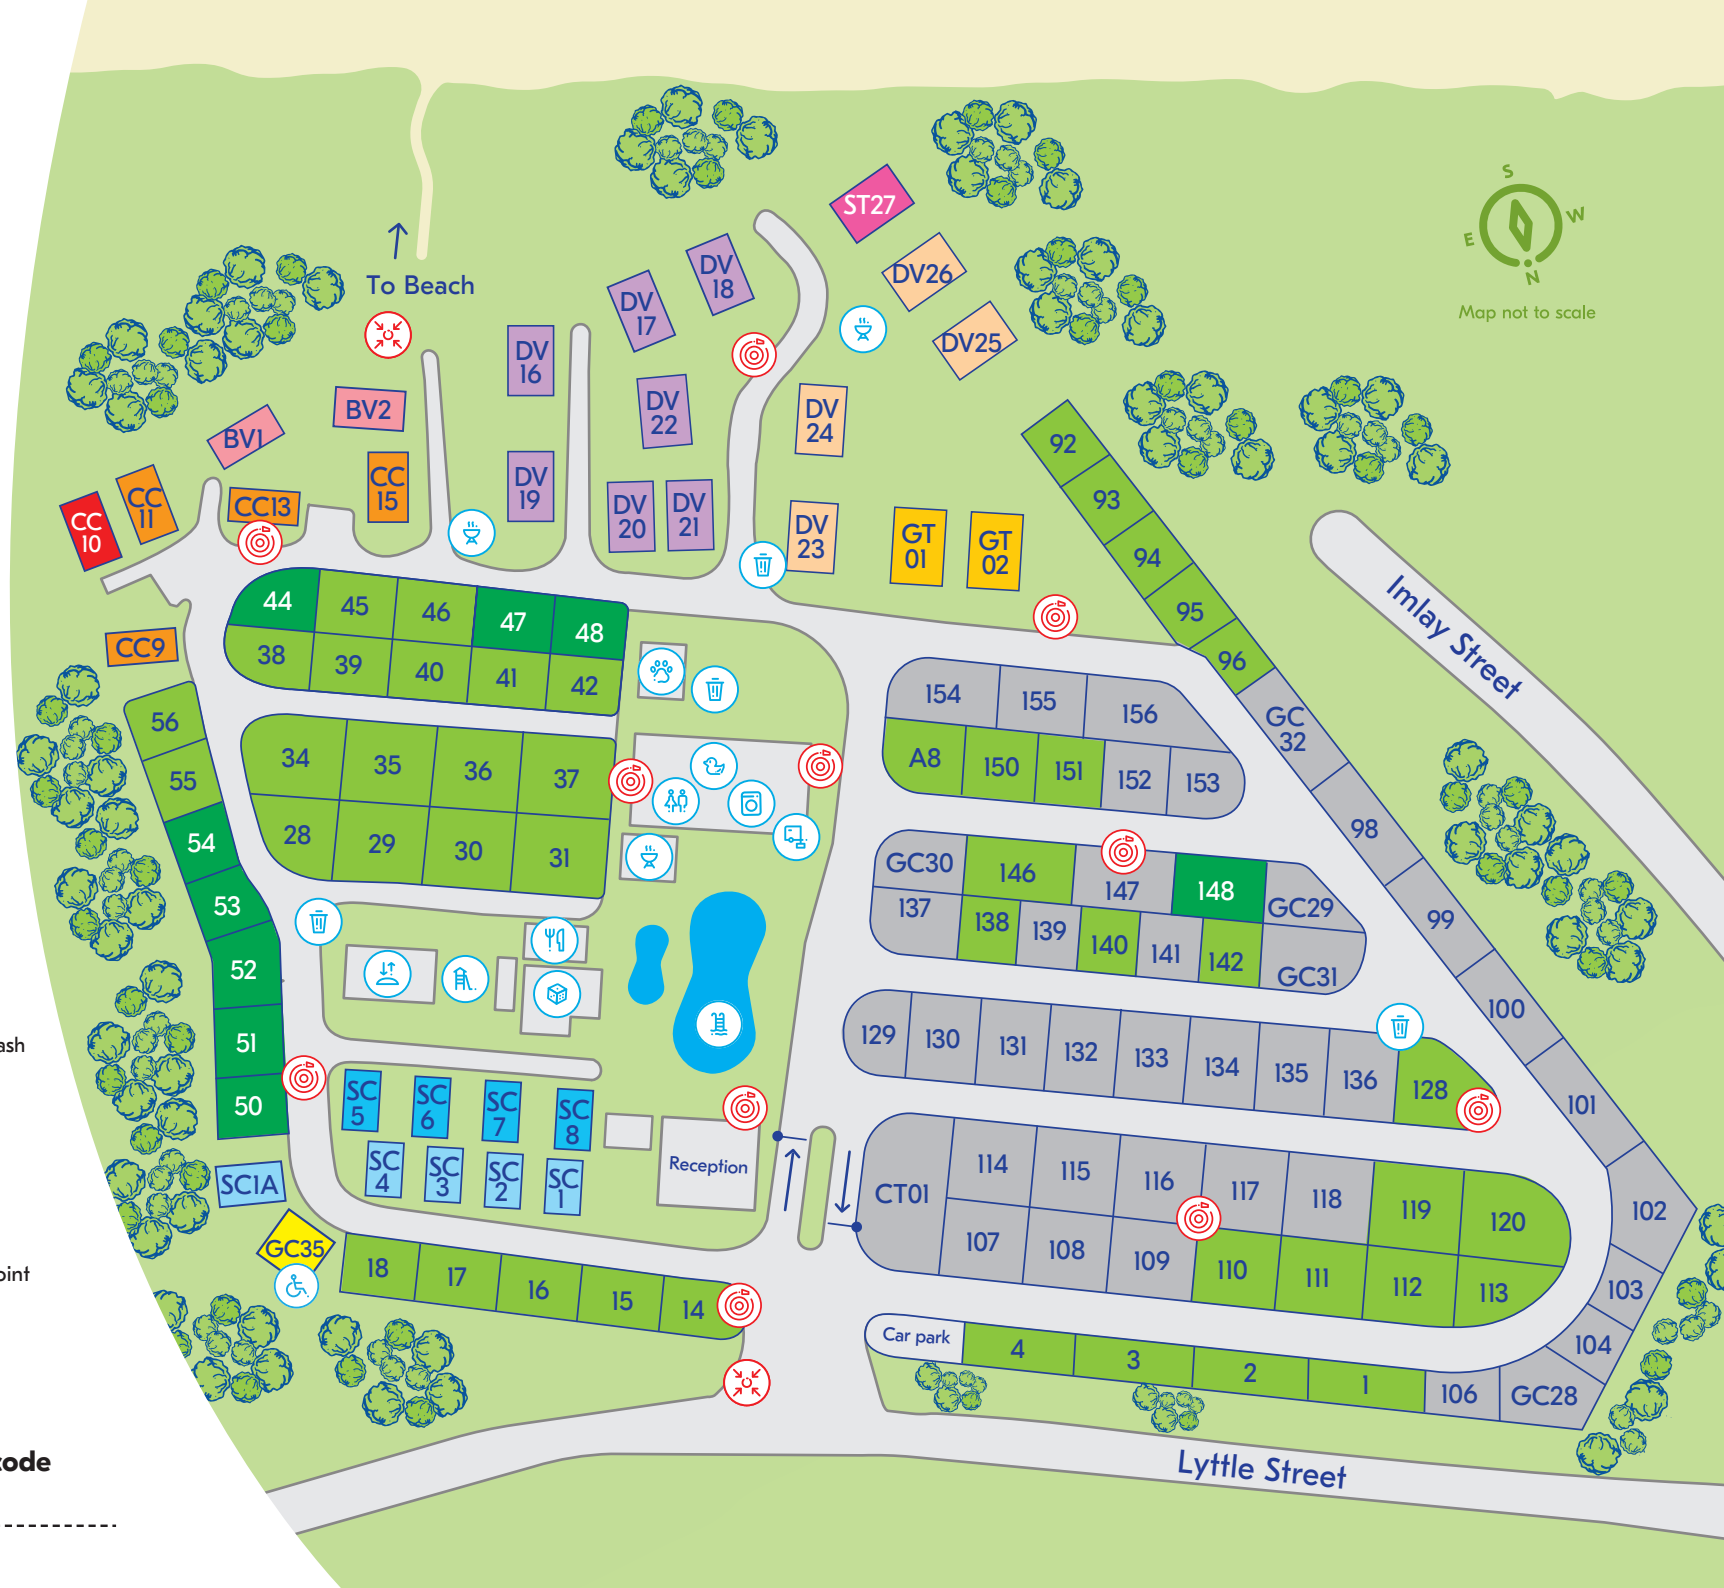 S
W
E
N
Map not to scale
ST27
DV26
DV25
To Beach
DV
18
DV
17
DV
16
BV2
BV1
DV
22
DV
24
CC
15
DV
19
CC13
CC
11
CC
10
DV
20
DV
21
DV
23
GT
01
GT
02
92
93
94
95
96
GC
32
98
99
100
101
102
103
104
GC28
106
Imlay Street
44
45
46
47
48
38
39
40
41
42
CC9
56
55
54
53
52
51
50
34
35
36
37
28
29
30
31
154
155
156
A8
150
151
152
153
GC30
146
147
148
GC29
137
138
139
140
141
142
GC31
129
130
131
132
133
134
135
136
128
ash
SC
5
SC
6
SC
7
SC
8
SC
4
SC
3
SC
2
SC
1
Reception
SC1A
GC35
CT01
114
115
116
117
118
119
120
107
108
109
110
111
112
113
oint
18
17
16
15
14
Car park
4
3
2
1
Lyttle Street
code